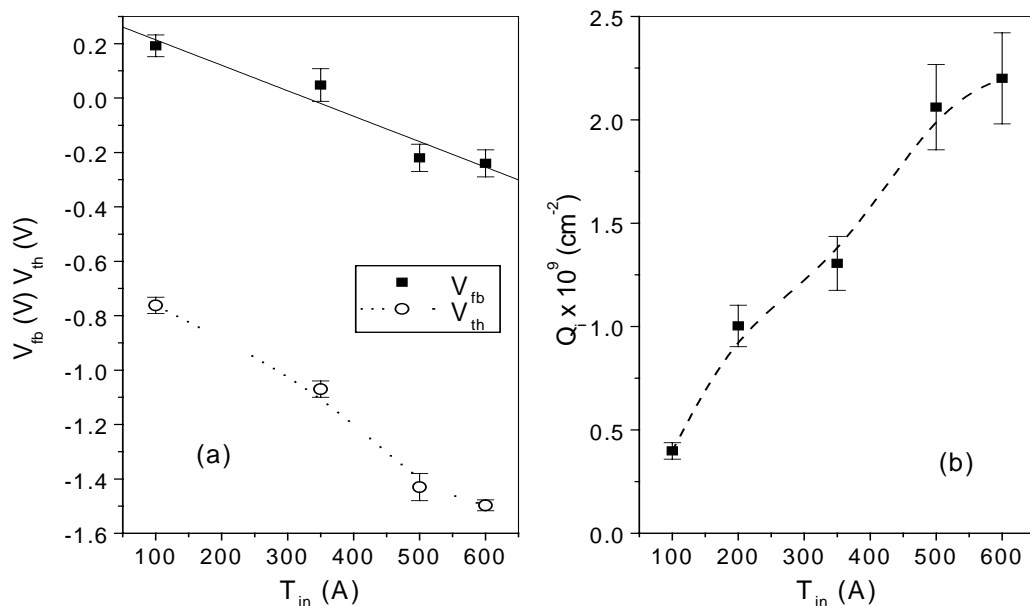 0.2
0.0
-0.2
-0.4
-0.6
-0.8
-1.0
-1.2
-1.4
-1.6
V_fb (V) V_th (V)
100 200 300 400 500 600
T_in (A)
V_fb
V_th
(a)
2.5
2.0
1.5
1.0
0.5
0.0
Q_i x 10^9 (cm^-2)
100 200 300 400 500 600
T_in (A)
(b)